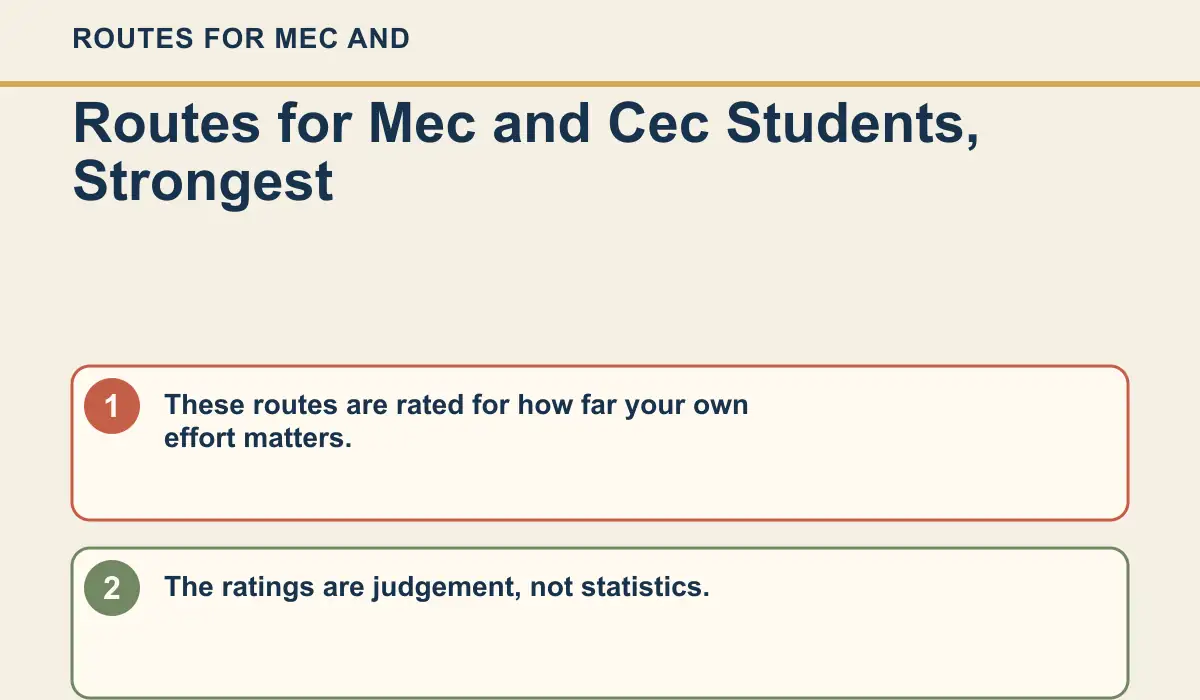 ROUTES FOR MEC AND
Routes for Mec and Cec Students,
Strongest
1
These routes are rated for how far your own
effort matters.
2
The ratings are judgement, not statistics.